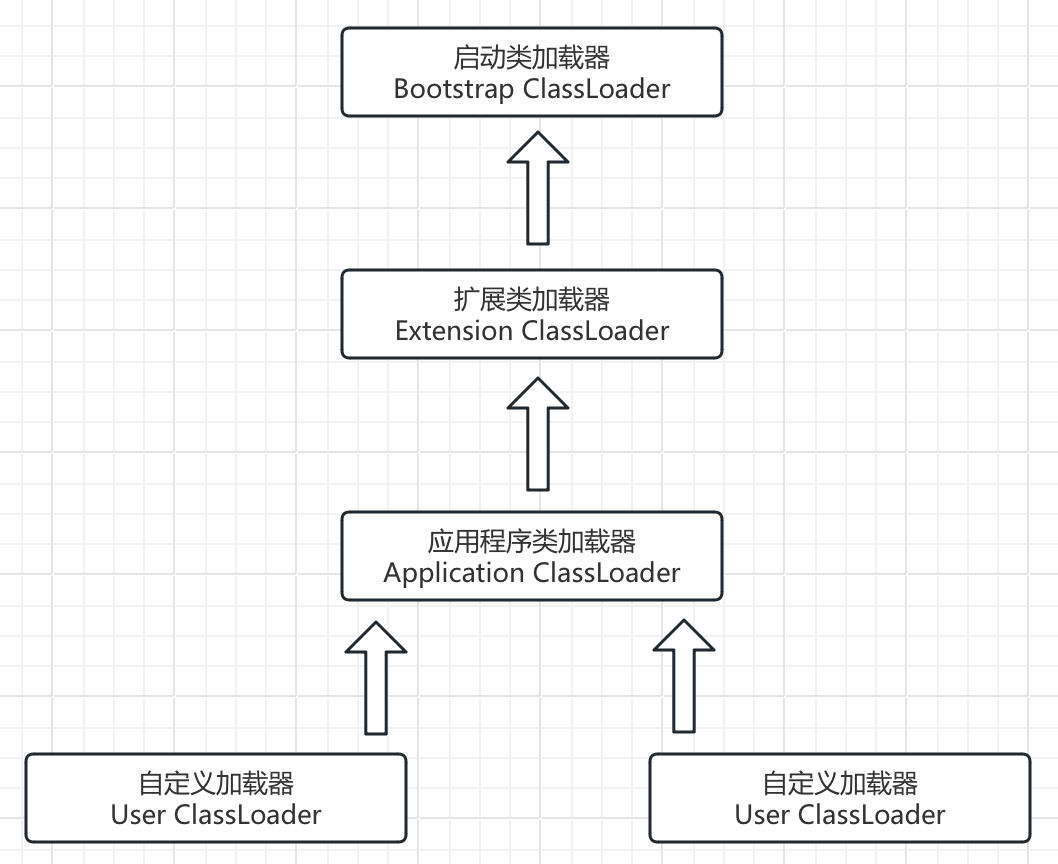 启动类加载器
Bootstrap ClassLoader
扩展类加载器
Extension ClassLoader
应用程序类加载器
Application ClassLoader
自定义加载器
User ClassLoader
自定义加载器
User ClassLoader